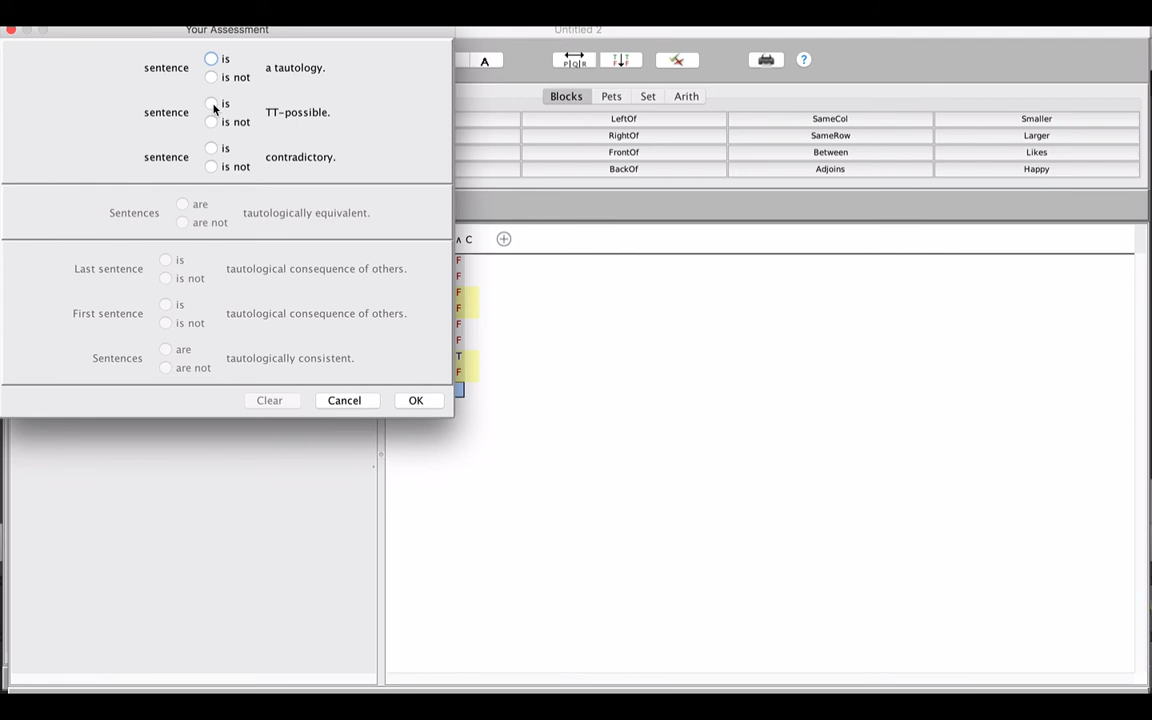 Your Assessment
Untitled 2
sentence is a tautology.
is not
sentence is TT-possible.
is not
sentence is contradictory.
is not
Sentences are tautologically equivalent.
are not
Last sentence is tautological consequence of others.
is not
First sentence is tautological consequence of others.
is not
Sentences are tautologically consistent.
are not
Clear Cancel OK
A P|Q|R T T F F ?
Blocks Pets Set Arith
LeftOf SameCol Smaller
RightOf SameRow Larger
FrontOf Between Likes
BackOf Adjoins Happy
∧ C
F
F
F
F
F
F
T
F